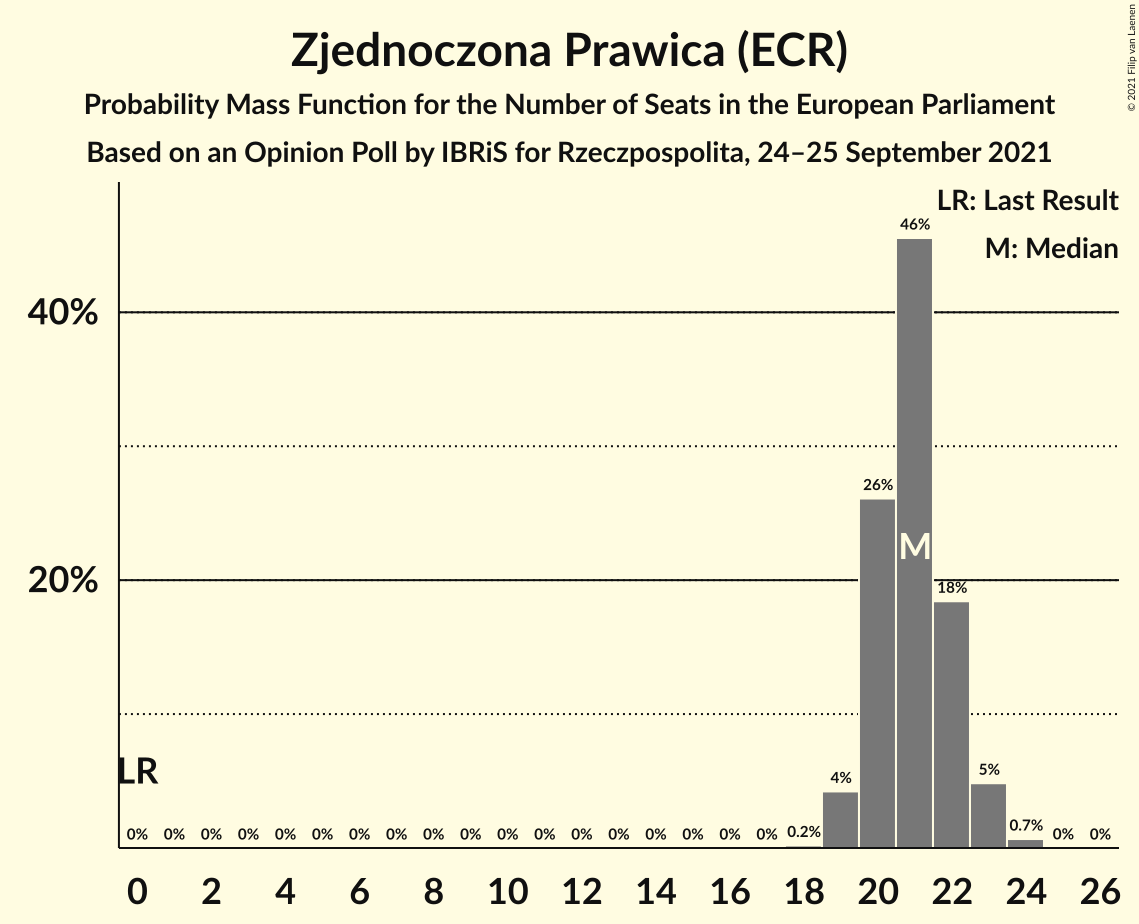 Zjednoczona Prawica (ECR)
Probability Mass Function for the Number of Seats in the European Parliament
Based on an Opinion Poll by IBRiS for Rzeczpospolita, 24–25 September 2021
© 2021 Filip van Laenen
LR: Last Result
M: Median
46%
40%
26%
M
20%
18%
LR
4%
5%
0% 0% 0% 0% 0% 0% 0% 0% 0% 0% 0% 0% 0% 0% 0% 0% 0% 0% 0.2% 0.7% 0% 0%
0 2 4 6 8 10 12 14 16 18 20 22 24 26